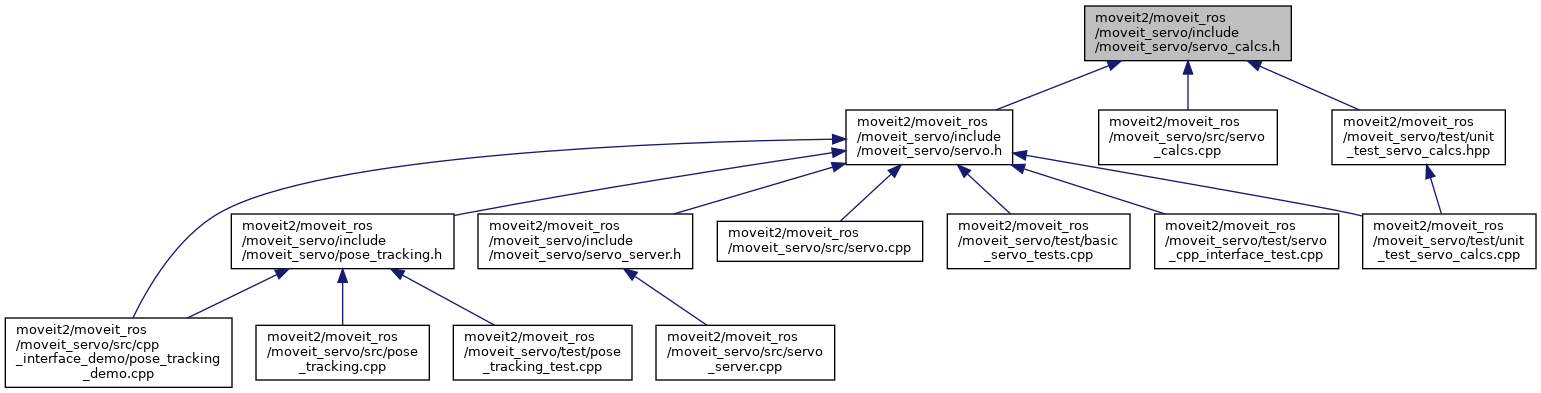 moveit2/moveit_ros
/moveit_servo/include
/moveit_servo/servo_calcs.h
moveit2/moveit_ros
/moveit_servo/include
/moveit_servo/servo.h
moveit2/moveit_ros
/moveit_servo/src/servo
_calcs.cpp
moveit2/moveit_ros
/moveit_servo/test/unit
_test_servo_calcs.hpp
moveit2/moveit_ros
/moveit_servo/include
/moveit_servo/pose_tracking.h
moveit2/moveit_ros
/moveit_servo/include
/moveit_servo/servo_server.h
moveit2/moveit_ros
/moveit_servo/src/servo.cpp
moveit2/moveit_ros
/moveit_servo/test/basic
_servo_tests.cpp
moveit2/moveit_ros
/moveit_servo/test/servo
_cpp_interface_test.cpp
moveit2/moveit_ros
/moveit_servo/test/unit
_test_servo_calcs.cpp
moveit2/moveit_ros
/moveit_servo/src/cpp
_interface_demo/pose_tracking
_demo.cpp
moveit2/moveit_ros
/moveit_servo/src/pose
_tracking.cpp
moveit2/moveit_ros
/moveit_servo/test/pose
_tracking_test.cpp
moveit2/moveit_ros
/moveit_servo/src/servo
_server.cpp